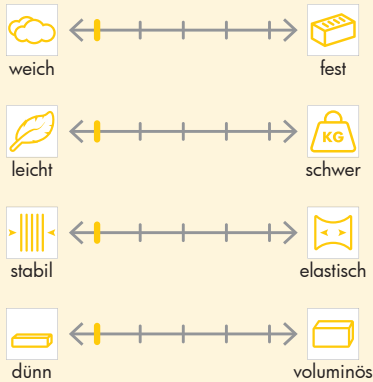 weich fest
KG
leicht schwer
stabil elastisch
dünn voluminös